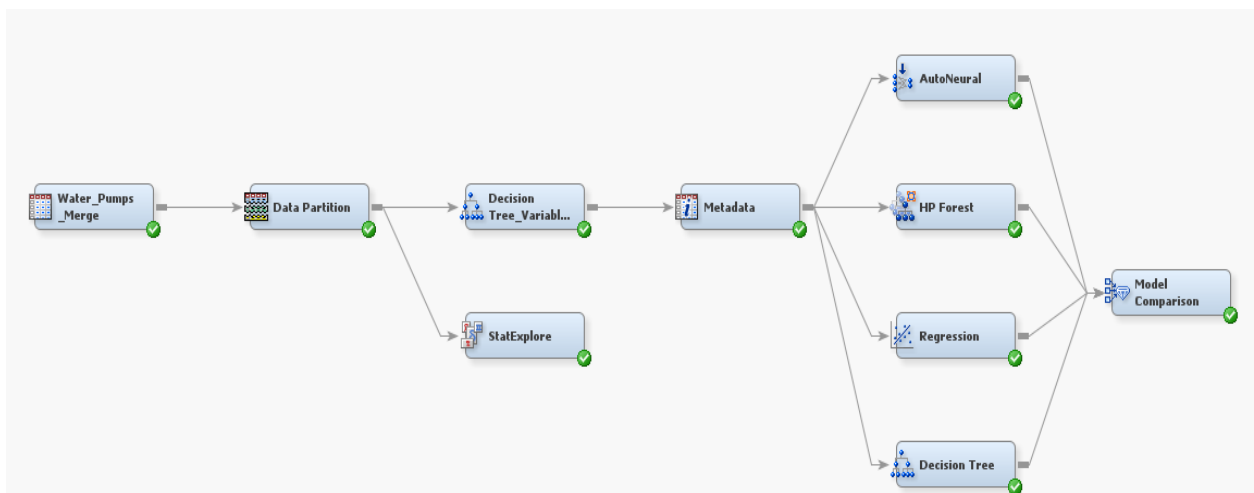 AutoNeural
Water_Pumps
_Merge
Data Partition
Decision
Tree_Variabl...
Metadata
HP Forest
Model
Comparison
StatExplore
Regression
Decision Tree